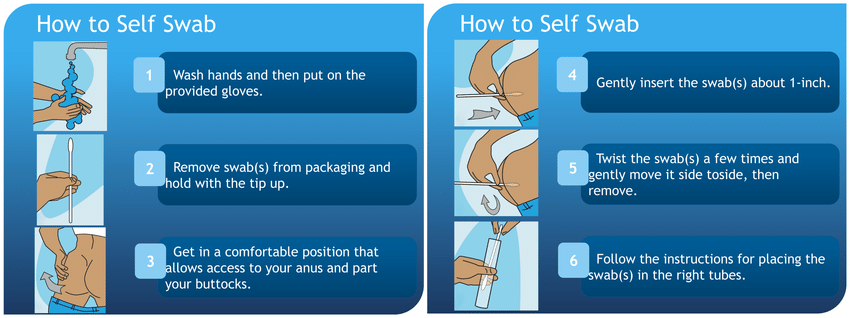 How to Self Swab
1
Wash hands and then put on the
provided gloves.
2
Remove swab(s) from packaging and
hold with the tip up.
3
Get in a comfortable position that
allows access to your anus and part
your buttocks.
How to Self Swab
4
Gently insert the swab(s) about 1-inch.
5
Twist the swab(s) a few times and
gently move it side toside, then
remove.
6
Follow the instructions for placing the
swab(s) in the right tubes.